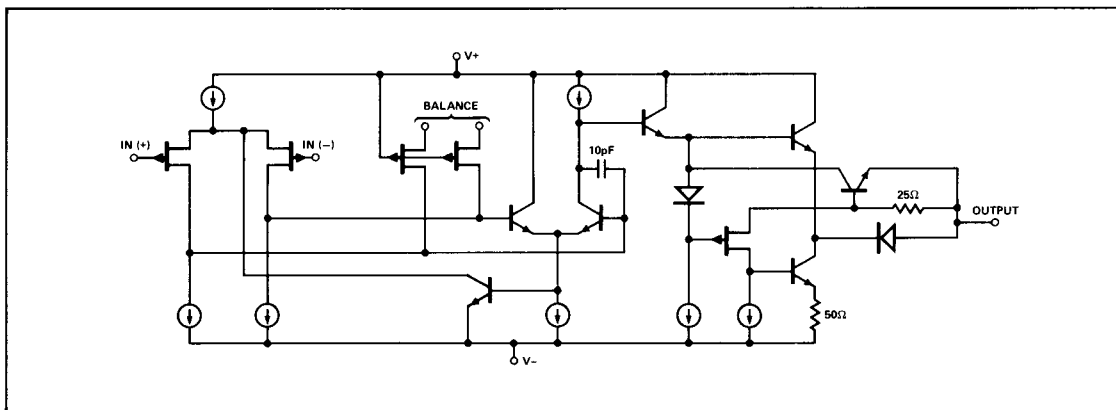 V+
BALANCE
IN (+)
IN (−)
10pF
25Ω
OUTPUT
50Ω
V−